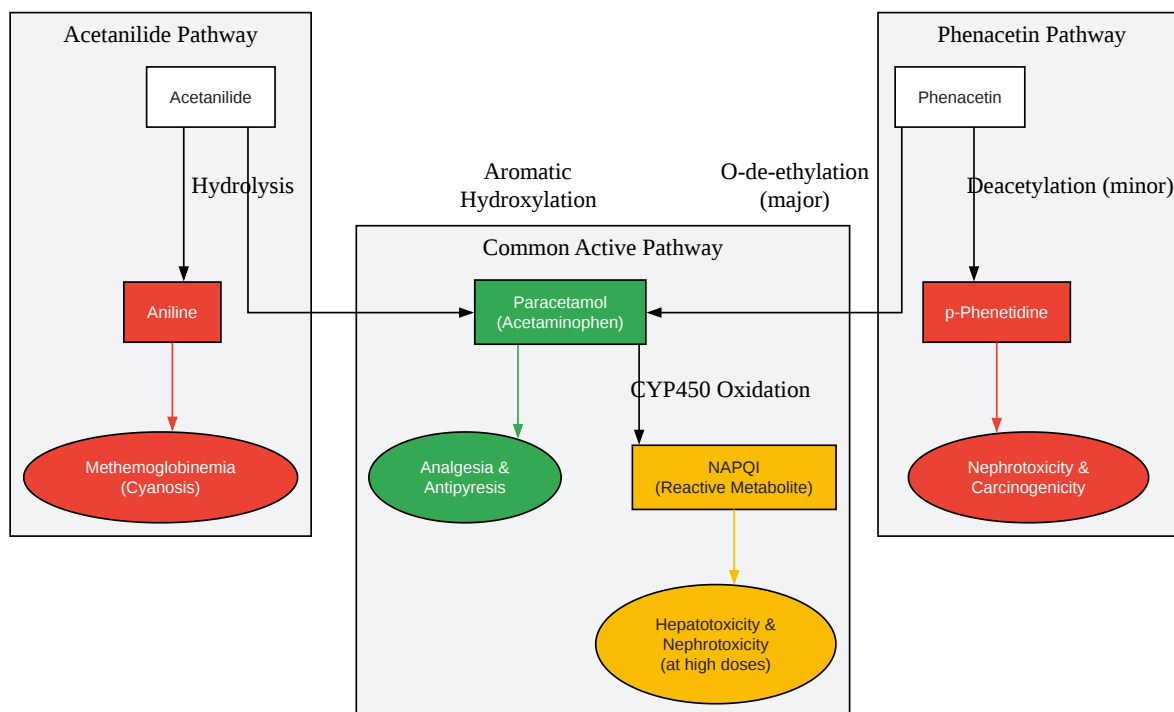 Acetanilide Pathway
Phenacetin Pathway
Acetanilide
Phenacetin
Hydrolysis
Aromatic
Hydroxylation
O-de-ethylation
(major)
Deacetylation (minor)
Common Active Pathway
Aniline
Paracetamol
(Acetaminophen)
p-Phenetidine
CYP450 Oxidation
Methemoglobinemia
(Cyanosis)
Analgesia &
Antipyresis
NAPQI
(Reactive Metabolite)
Nephrotoxicity &
Carcinogenicity
Hepatotoxicity &
Nephrotoxicity
(at high doses)